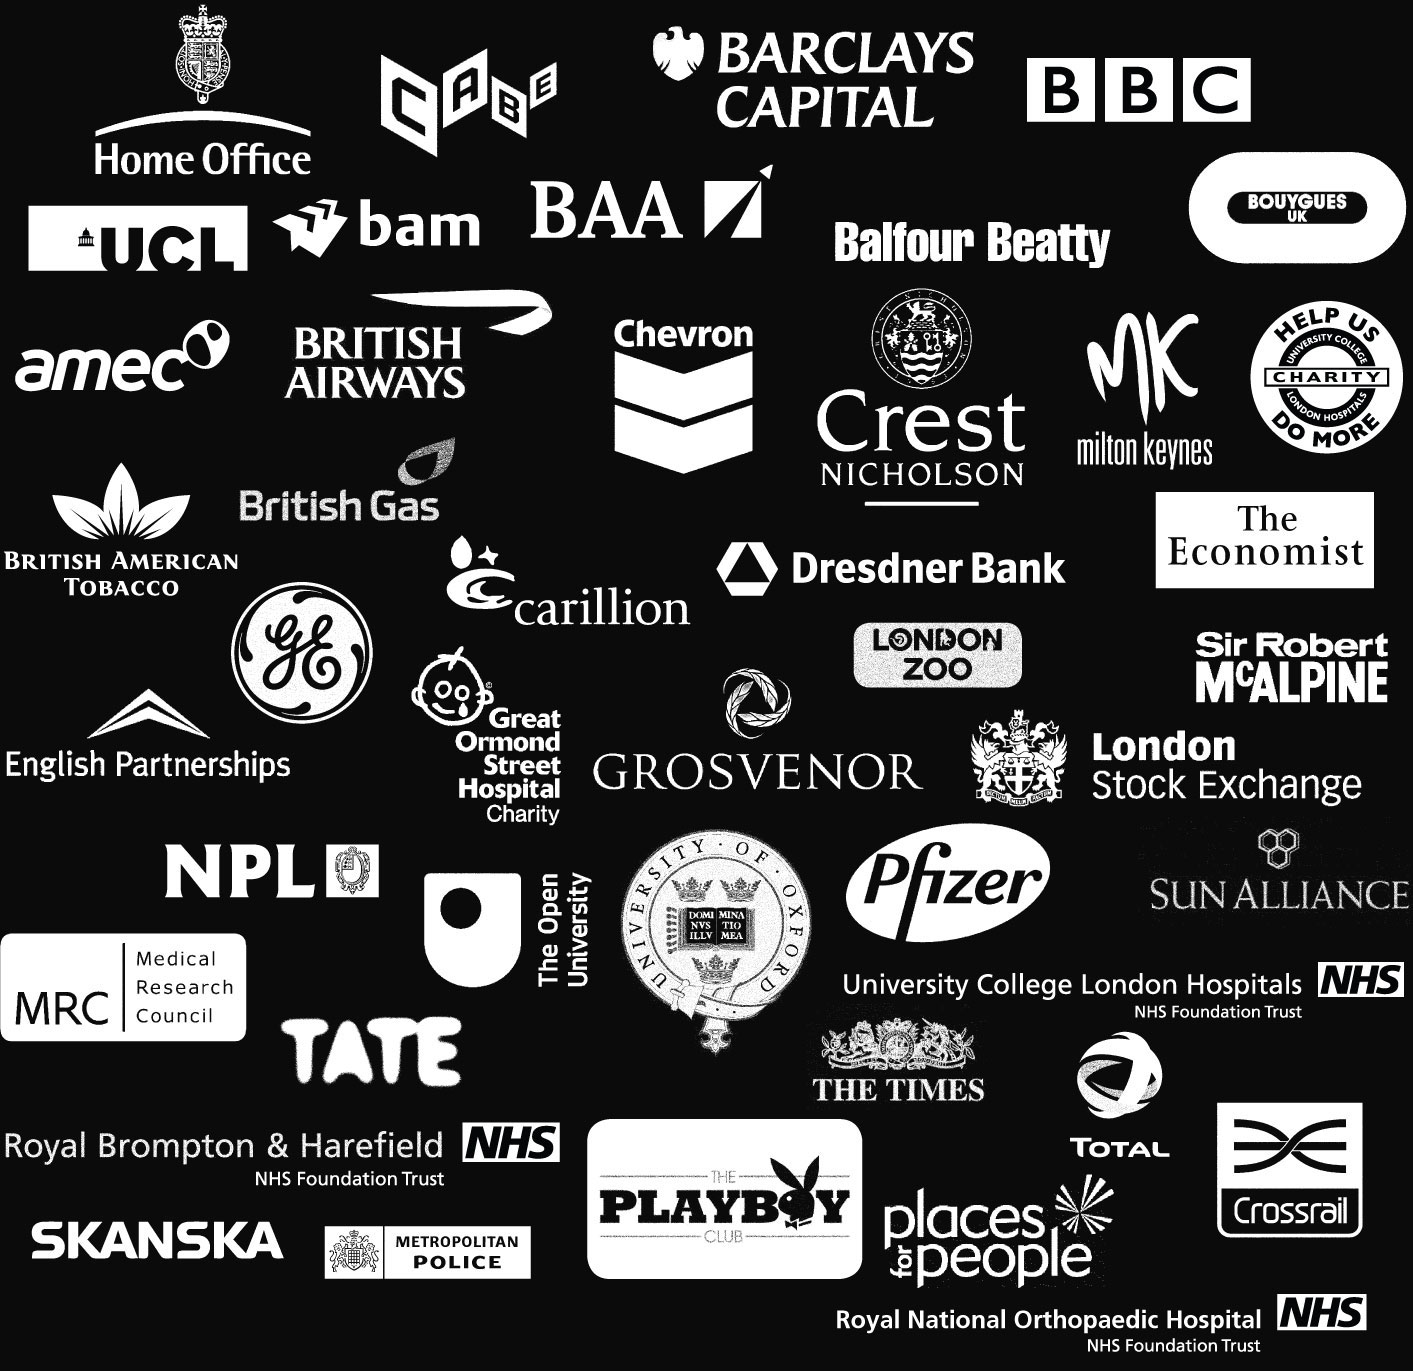 Home Office
CABE
BARCLAYS
CAPITAL
BBC
UCL
bam
BAA
Balfour Beatty
BOUYGUES
UK
amec
BRITISH
AIRWAYS
Chevron
Crest
NICHOLSON
MK
milton keynes
HELP US
UNIVERSITY COLLEGE
CHARITY
LONDON HOSPITALS
DO MORE
British Gas
BRITISH AMERICAN
TOBACCO
carillion
Dresdner Bank
The
Economist
GE
LONDON
ZOO
Sir Robert
McALPINE
English Partnerships
Great
Ormond
Street
Hospital
Charity
GROSVENOR
London
Stock Exchange
NPL
The Open
University
UNIVERSITY · OF · OXFORD
DOMI MINA
NVS TIO
ILLV MEA
Pfizer
SUN ALLIANCE
MRC
Medical
Research
Council
University College London Hospitals NHS
NHS Foundation Trust
TATE
THE TIMES
TOTAL
Royal Brompton & Harefield NHS
NHS Foundation Trust
THE
PLAYBOY
CLUB
Crossrail
places
for people
SKANSKA
METROPOLITAN
POLICE
Royal National Orthopaedic Hospital NHS
NHS Foundation Trust